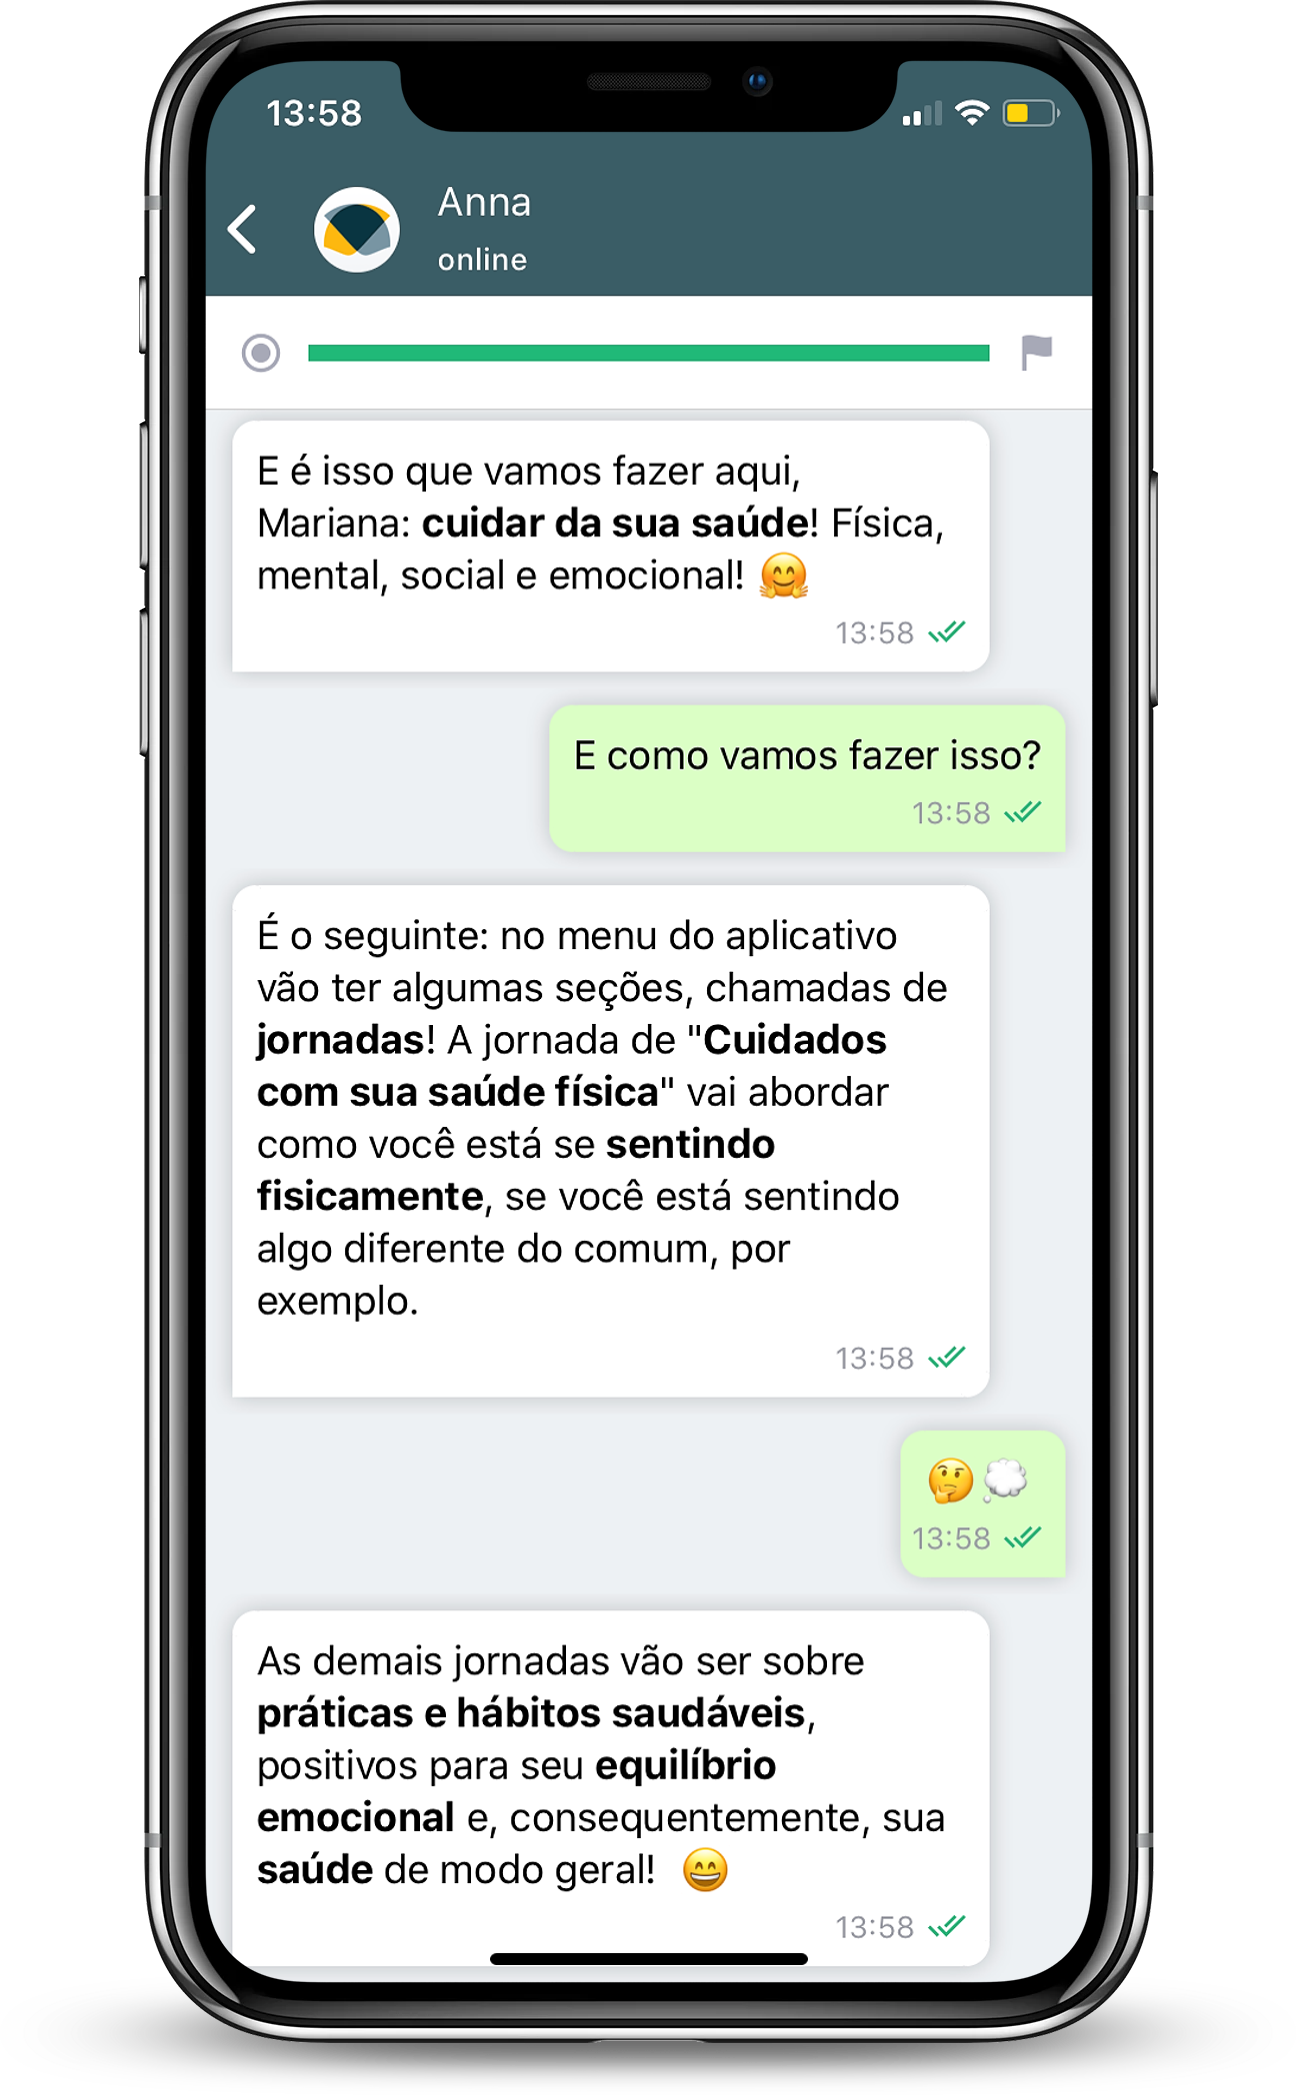 13:58
Anna
online
E é isso que vamos fazer aqui,
Mariana: cuidar da sua saúde! Física,
mental, social e emocional! 🤗
13:58
E como vamos fazer isso?
13:58
É o seguinte: no menu do aplicativo
vão ter algumas seções, chamadas de
jornadas! A jornada de "Cuidados
com sua saúde física" vai abordar
como você está se sentindo
fisicamente, se você está sentindo
algo diferente do comum, por
exemplo.
13:58
🤔💭
13:58
As demais jornadas vão ser sobre
práticas e hábitos saudáveis,
positivos para seu equilíbrio
emocional e, consequentemente, sua
saúde de modo geral! 😄
13:58